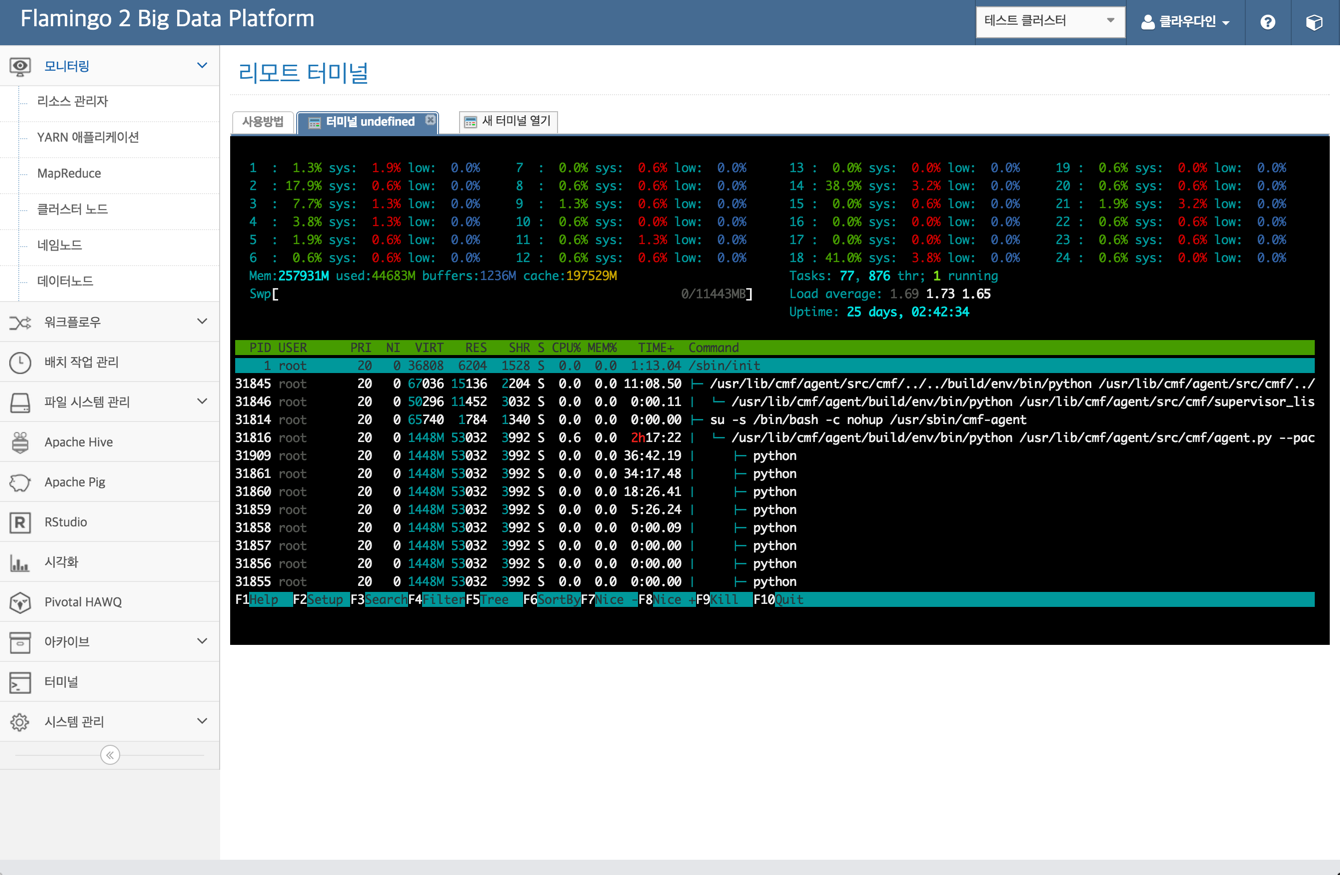 Flamingo 2 Big Data Platform
테스트 클러스터
클라우다인
모니터링
리소스 관리자
YARN 애플리케이션
MapReduce
클러스터 노드
네임노드
데이터노드
워크플로우
배치 작업 관리
파일 시스템 관리
Apache Hive
Apache Pig
RStudio
시각화
Pivotal HAWQ
아카이브
터미널
시스템 관리
리모트 터미널
사용방법 터미널 undefined 새 터미널 열기
1 : 1.3% sys: 1.9% low: 0.0% 7 : 0.0% sys: 0.6% low: 0.0% 13 : 0.0% sys: 0.0% low: 0.0% 19 : 0.6% sys: 0.0% low: 0.0%
2 : 17.9% sys: 0.6% low: 0.0% 8 : 0.6% sys: 0.6% low: 0.0% 14 : 38.9% sys: 3.2% low: 0.0% 20 : 0.6% sys: 0.6% low: 0.0%
3 : 7.7% sys: 1.3% low: 0.0% 9 : 1.3% sys: 0.6% low: 0.0% 15 : 0.0% sys: 0.6% low: 0.0% 21 : 1.9% sys: 3.2% low: 0.0%
4 : 3.8% sys: 1.3% low: 0.0% 10 : 0.6% sys: 0.0% low: 0.0% 16 : 0.0% sys: 0.0% low: 0.0% 22 : 0.6% sys: 0.6% low: 0.0%
5 : 1.9% sys: 0.6% low: 0.0% 11 : 0.6% sys: 1.3% low: 0.0% 17 : 0.0% sys: 0.6% low: 0.0% 23 : 0.6% sys: 0.6% low: 0.0%
6 : 0.6% sys: 0.6% low: 0.0% 12 : 0.6% sys: 0.6% low: 0.0% 18 : 41.0% sys: 3.8% low: 0.0% 24 : 0.6% sys: 0.6% low: 0.0%
Mem:257931M used:44683M buffers:1236M cache:197529M Tasks: 77, 876 thr; 1 running
Swp[ 0/11443MB] Load average: 1.69 1.73 1.65
Uptime: 25 days, 02:42:34
PID USER PRI NI VIRT RES SHR S CPU% MEM% TIME+ Command
1 root 20 0 36808 6204 1528 S 0.0 0.0 1:13.04 /sbin/init
31845 root 20 0 67036 15136 2204 S 0.0 0.0 11:08.50 ├─ /usr/lib/cmf/agent/src/cmf/../../build/env/bin/python /usr/lib/cmf/agent/src/cmf/../
31846 root 20 0 50296 11452 3032 S 0.0 0.0 0:00.11 │ └─ /usr/lib/cmf/agent/build/env/bin/python /usr/lib/cmf/agent/src/cmf/supervisor_lis
31814 root 20 0 65740 1784 1340 S 0.0 0.0 0:00.00 ├─ su -s /bin/bash -c nohup /usr/sbin/cmf-agent
31816 root 20 0 1448M 53032 3992 S 0.6 0.0 2h17:22 │ └─ /usr/lib/cmf/agent/build/env/bin/python /usr/lib/cmf/agent/src/cmf/agent.py --pac
31909 root 20 0 1448M 53032 3992 S 0.0 0.0 36:42.19 │ ├─ python
31861 root 20 0 1448M 53032 3992 S 0.0 0.0 34:17.48 │ ├─ python
31860 root 20 0 1448M 53032 3992 S 0.0 0.0 18:26.41 │ ├─ python
31859 root 20 0 1448M 53032 3992 S 0.0 0.0 5:26.24 │ ├─ python
31858 root 20 0 1448M 53032 3992 S 0.0 0.0 0:00.09 │ ├─ python
31857 root 20 0 1448M 53032 3992 S 0.0 0.0 0:00.00 │ ├─ python
31856 root 20 0 1448M 53032 3992 S 0.0 0.0 0:00.00 │ ├─ python
31855 root 20 0 1448M 53032 3992 S 0.0 0.0 0:00.00 │ ├─ python
F1Help F2Setup F3SearchF4FilterF5Tree F6SortByF7Nice -F8Nice +F9Kill F10Quit